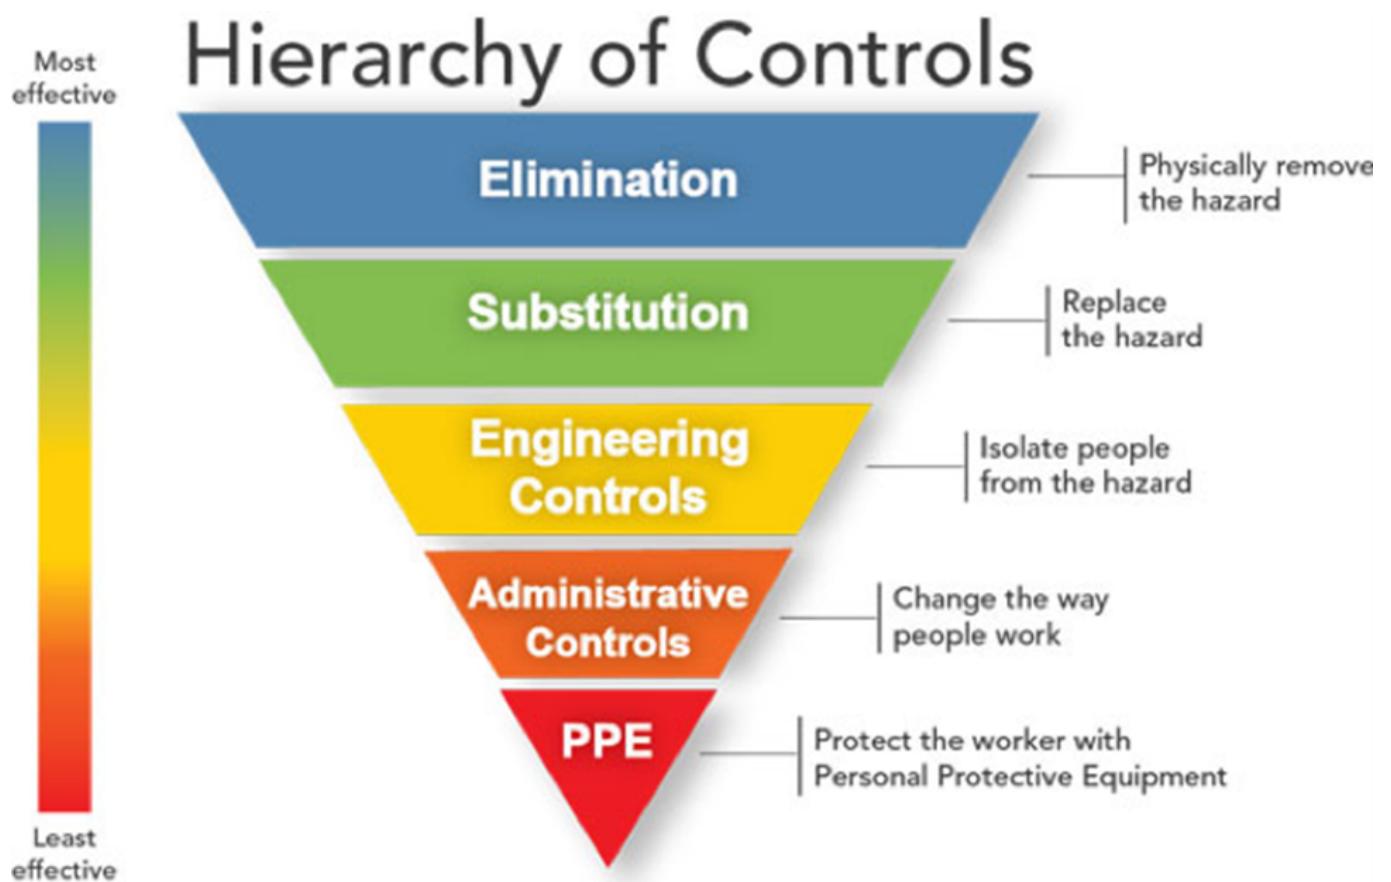 Hierarchy of Controls
Most
effective
Elimination
Physically remove
the hazard
Substitution
Replace
the hazard
Engineering
Controls
Isolate people
from the hazard
Administrative
Controls
Change the way
people work
PPE
Protect the worker with
Personal Protective Equipment
Least
effective